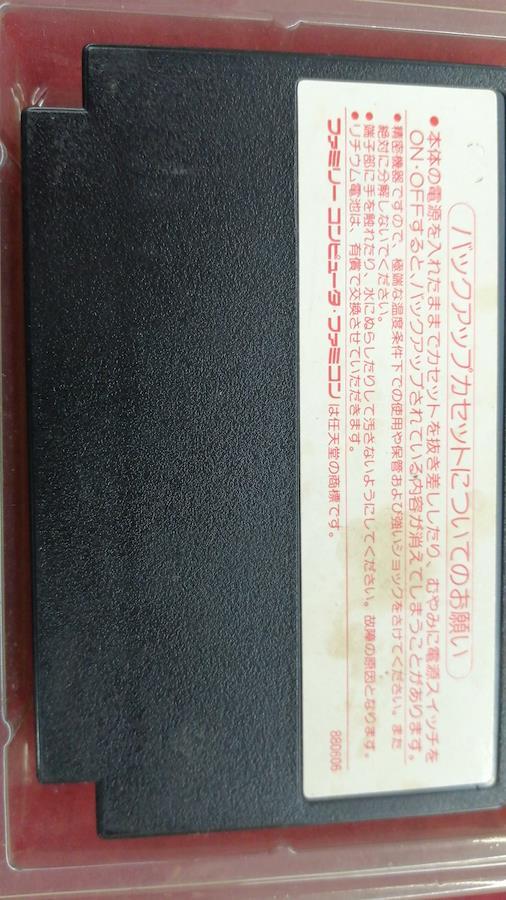 バックアップカセットについてのお願い
●本体の電源を入れたままでカセットを抜き差ししたり、むやみに電源スイッチを
ON・OFFすると、バックアップされている内容が消えてしまうことがあります。
●精密機器ですので、極端な温度条件下での使用や保管および強いショックをさけてください。また
絶対に分解しないでください。
●端子部に手を触れたり、水にぬらしたりして汚さないようにしてください。故障の原因となります。
●リチウム電池は、有償で交換させていただきます。
ファミリー コンピュータ・ファミコンは任天堂の商標です。
880606